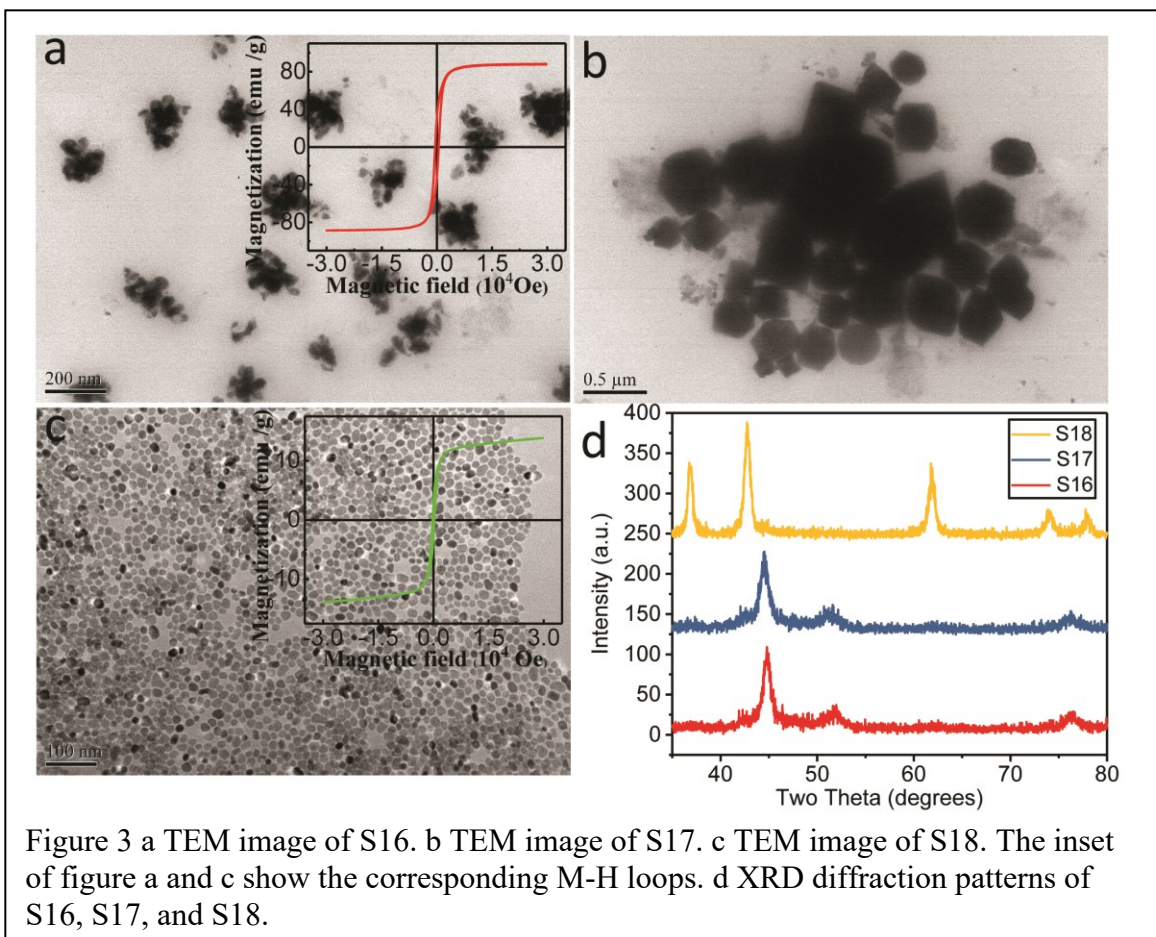 a
Magnetization (emu /g)
80
40
0
-40
-80
-3.0 -1.5 0.0 1.5 3.0
Magnetic field (10⁴Oe)
200 nm
b
0.5 µm
c
Magnetization (emu /g)
10
0
10
-3.0 -1.5 0.0 1.5 3.0
Magnetic field 10⁴ Oe)
100 nm
d
400
350
300
250
200
150
100
50
0
Intensity (a.u.)
S18
S17
S16
40 50 60 70 80
Two Theta (degrees)
Figure 3 a TEM image of S16. b TEM image of S17. c TEM image of S18. The inset
of figure a and c show the corresponding M-H loops. d XRD diffraction patterns of
S16, S17, and S18.